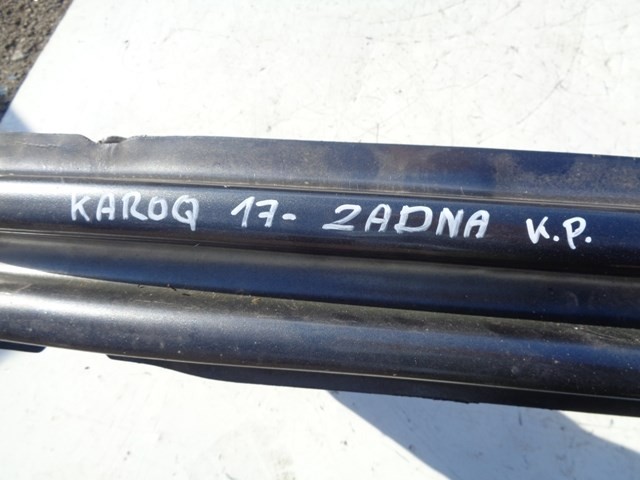 KAROQ 17- ZADNA K.P.